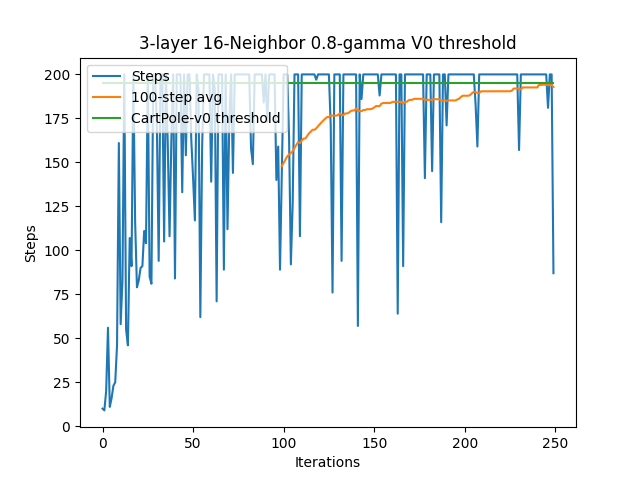 3-layer 16-Neighbor 0.8-gamma V0 threshold
Steps
100-step avg
CartPole-v0 threshold
Steps
200
175
150
125
100
75
50
25
0
0 50 100 150 200 250
Iterations